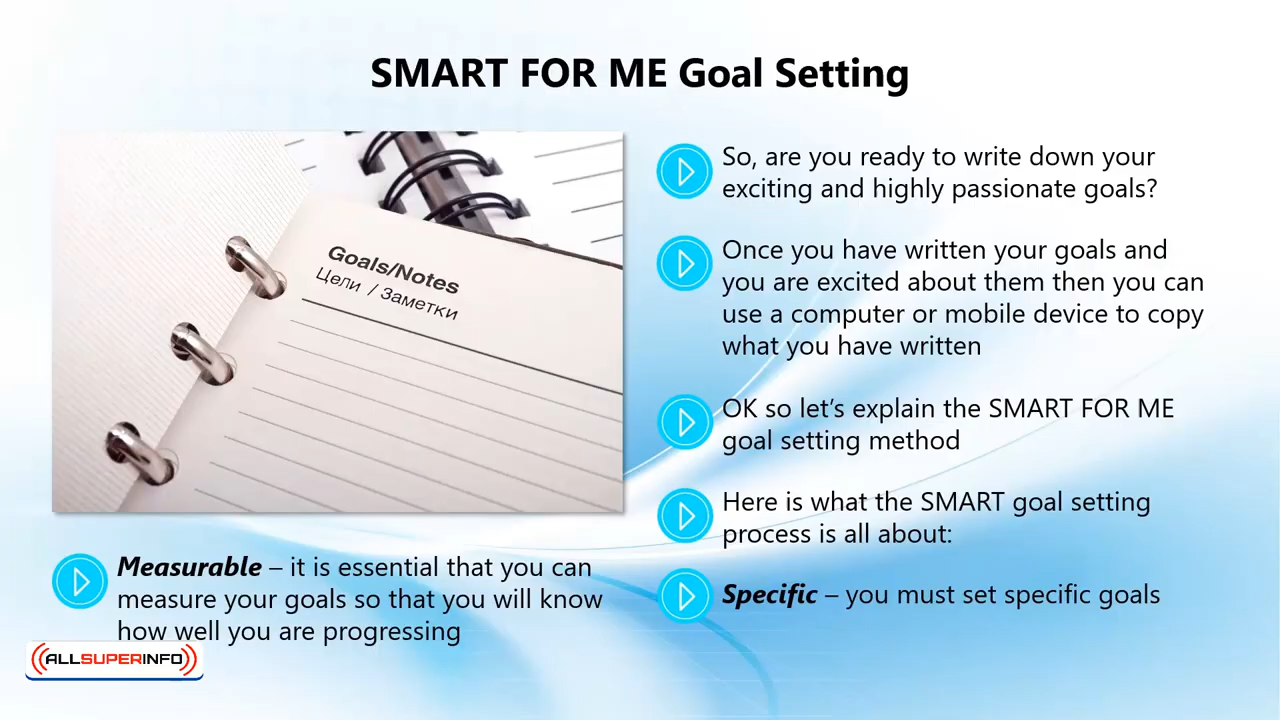 SMART FOR ME Goal Setting
Goals/Notes
Цели / Заметки
So, are you ready to write down your
exciting and highly passionate goals?
Once you have written your goals and
you are excited about them then you can
use a computer or mobile device to copy
what you have written
OK so let’s explain the SMART FOR ME
goal setting method
Here is what the SMART goal setting
process is all about:
Specific – you must set specific goals
Measurable – it is essential that you can
measure your goals so that you will know
how well you are progressing
ALLSUPERINFO